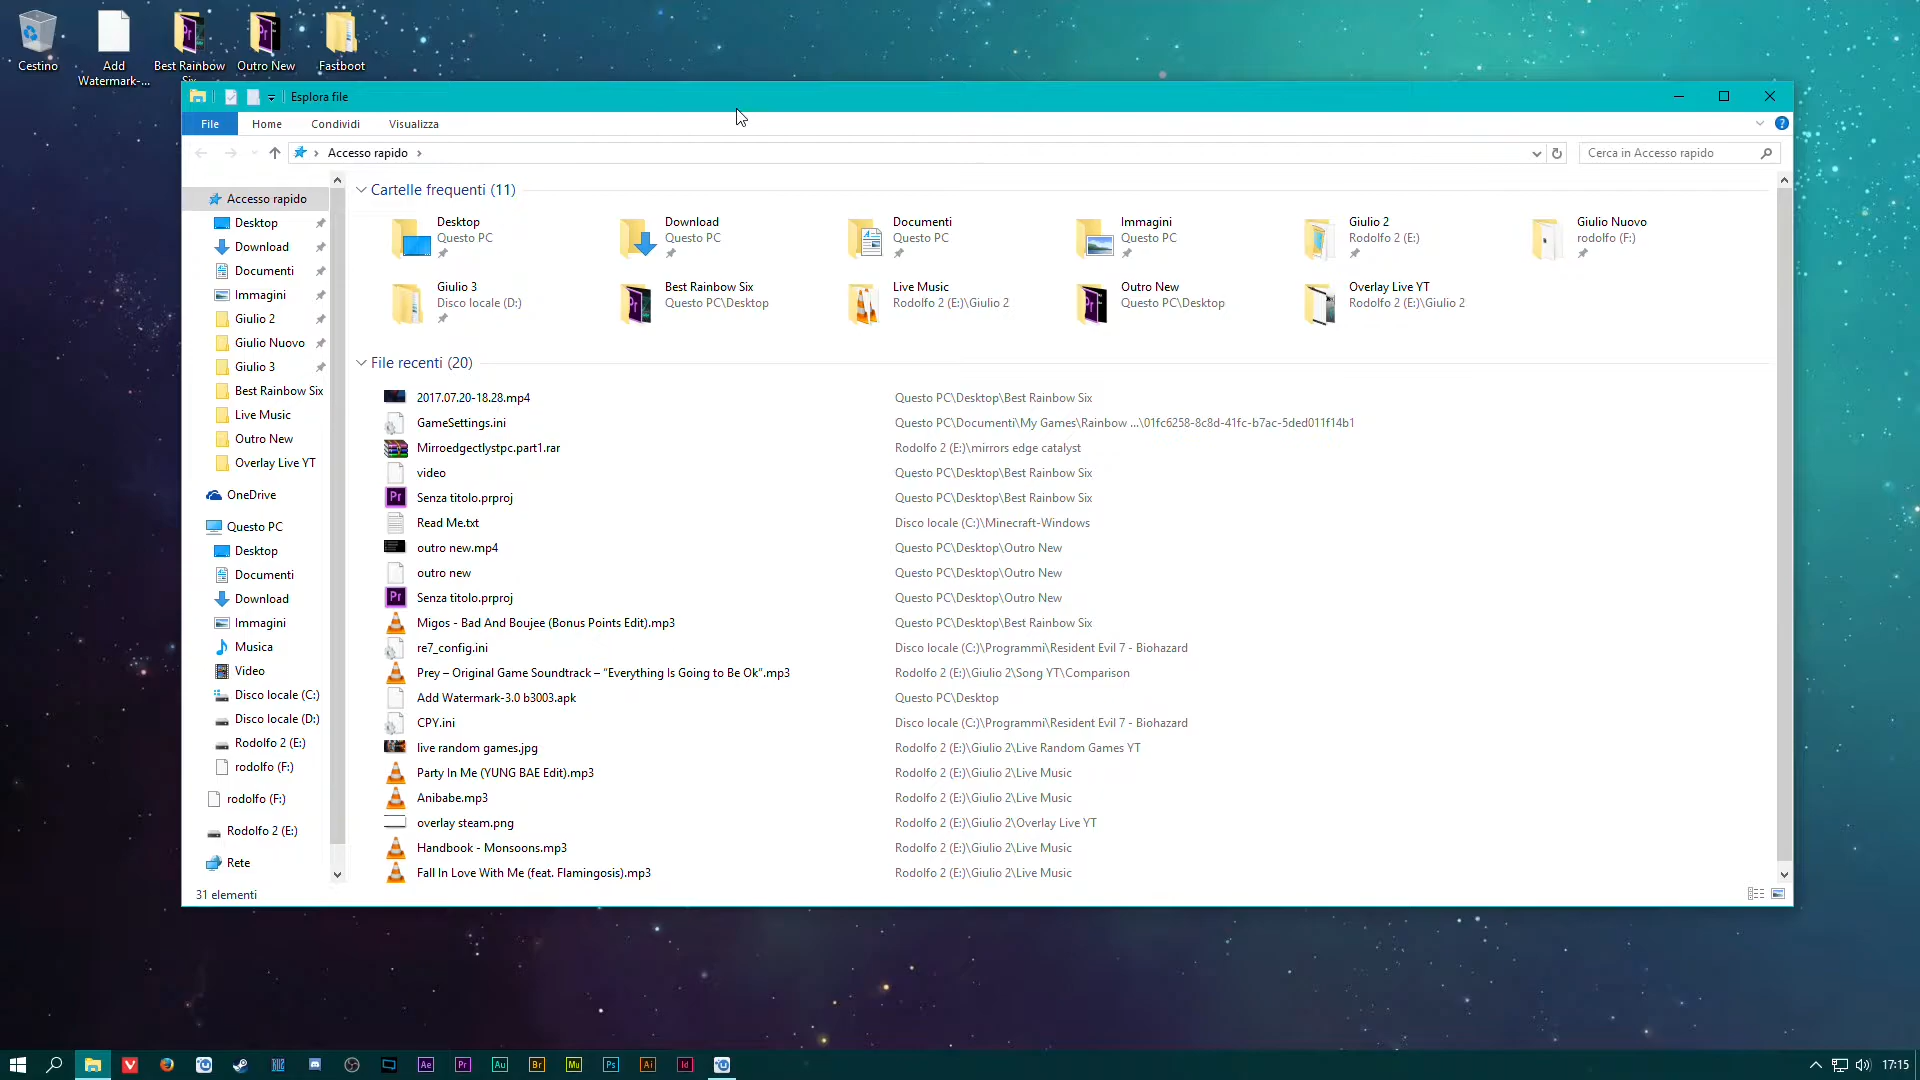 Cestino
Add
Watermark-...
Best Rainbow
Six
Outro New
Fastboot
Esplora file
File
Home
Condividi
Visualizza
Accesso rapido
Cerca in Accesso rapido
Accesso rapido
Desktop
Download
Documenti
Immagini
Giulio 2
Giulio Nuovo
Giulio 3
Best Rainbow Six
Live Music
Outro New
Overlay Live YT
OneDrive
Questo PC
Desktop
Documenti
Download
Immagini
Musica
Video
Disco locale (C:)
Disco locale (D:)
Rodolfo 2 (E:)
rodolfo (F:)
rodolfo (F:)
Rodolfo 2 (E:)
Rete
Cartelle frequenti (11)
Desktop
Questo PC
Download
Questo PC
Documenti
Questo PC
Immagini
Questo PC
Giulio 2
Rodolfo 2 (E:)
Giulio Nuovo
rodolfo (F:)
Giulio 3
Disco locale (D:)
Best Rainbow Six
Questo PC\Desktop
Live Music
Rodolfo 2 (E:)\Giulio 2
Outro New
Questo PC\Desktop
Overlay Live YT
Rodolfo 2 (E:)\Giulio 2
File recenti (20)
2017.07.20-18.28.mp4 Questo PC\Desktop\Best Rainbow Six
GameSettings.ini Questo PC\Documenti\My Games\Rainbow ...\01fc6258-8c8d-41fc-b7ac-5ded011f14b1
Mirroedgectlystpc.part1.rar Rodolfo 2 (E:)\mirrors edge catalyst
video Questo PC\Desktop\Best Rainbow Six
Senza titolo.prproj Questo PC\Desktop\Best Rainbow Six
Read Me.txt Disco locale (C:)\Minecraft-Windows
outro new.mp4 Questo PC\Desktop\Outro New
outro new Questo PC\Desktop\Outro New
Senza titolo.prproj Questo PC\Desktop\Outro New
Migos - Bad And Boujee (Bonus Points Edit).mp3 Questo PC\Desktop\Best Rainbow Six
re7_config.ini Disco locale (C:)\Programmi\Resident Evil 7 - Biohazard
Prey – Original Game Soundtrack – “Everything Is Going to Be Ok”.mp3 Rodolfo 2 (E:)\Giulio 2\Song YT\Comparison
Add Watermark-3.0 b3003.apk Questo PC\Desktop
CPY.ini Disco locale (C:)\Programmi\Resident Evil 7 - Biohazard
live random games.jpg Rodolfo 2 (E:)\Giulio 2\Live Random Games YT
Party In Me (YUNG BAE Edit).mp3 Rodolfo 2 (E:)\Giulio 2\Live Music
Anibabe.mp3 Rodolfo 2 (E:)\Giulio 2\Live Music
overlay steam.png Rodolfo 2 (E:)\Giulio 2\Overlay Live YT
Handbook - Monsoons.mp3 Rodolfo 2 (E:)\Giulio 2\Live Music
Fall In Love With Me (feat. Flamingosis).mp3 Rodolfo 2 (E:)\Giulio 2\Live Music
31 elementi
Ae Pr Au Br Mu Ps Ai Id
17:15